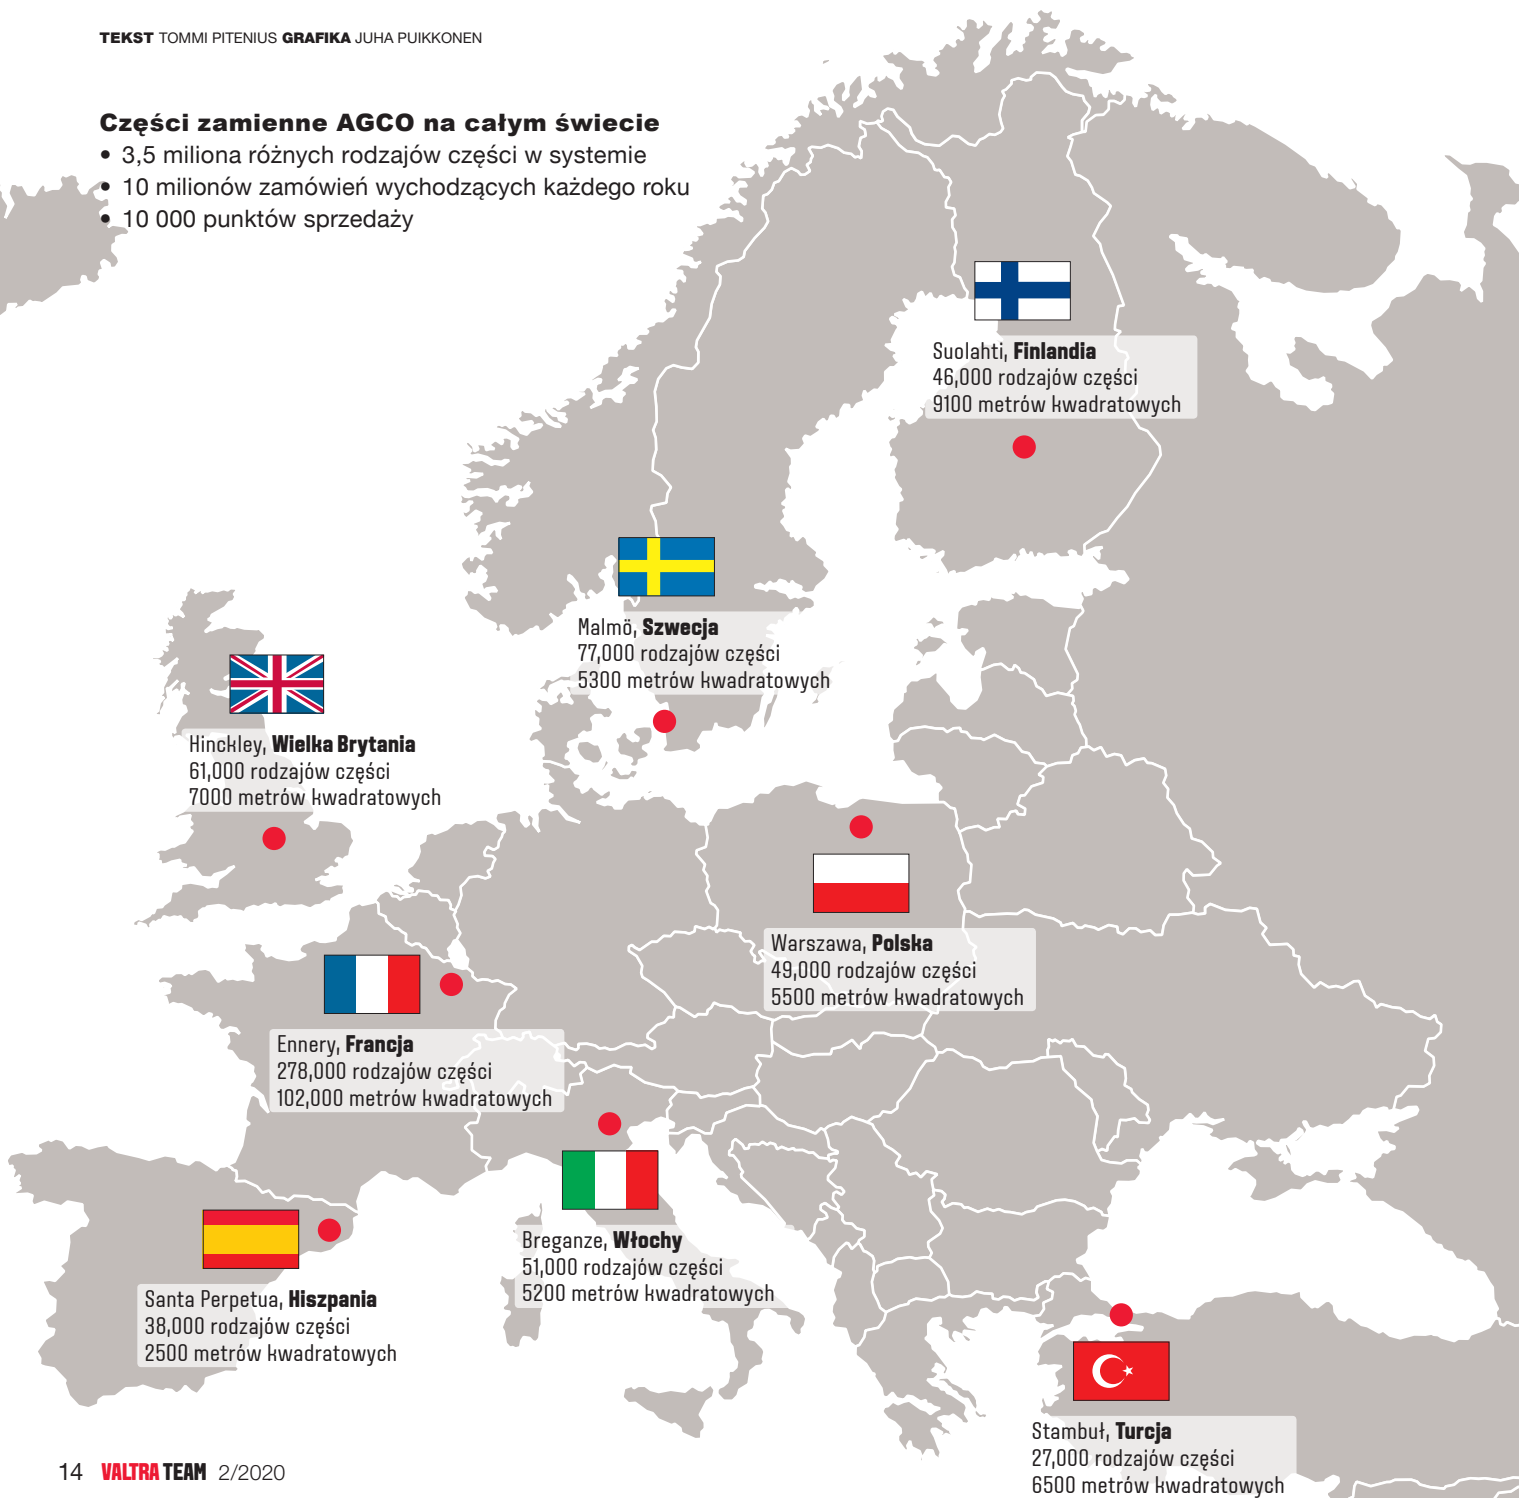 TEKST TOMMI PITENIUS GRAFIKA JUHA PUIKKONEN
Części zamienne AGCO na całym świecie
• 3,5 miliona różnych rodzajów części w systemie
• 10 milionów zamówień wychodzących każdego roku
• 10 000 punktów sprzedaży
Suolahti, Finlandia
46,000 rodzajów części
9100 metrów kwadratowych
Malmö, Szwecja
77,000 rodzajów części
5300 metrów kwadratowych
Hinckley, Wielka Brytania
61,000 rodzajów części
7000 metrów kwadratowych
Warszawa, Polska
49,000 rodzajów części
5500 metrów kwadratowych
Ennery, Francja
278,000 rodzajów części
102,000 metrów kwadratowych
Breganze, Włochy
51,000 rodzajów części
5200 metrów kwadratowych
Santa Perpetua, Hiszpania
38,000 rodzajów części
2500 metrów kwadratowych
Stambuł, Turcja
27,000 rodzajów części
6500 metrów kwadratowych
14 VALTRA TEAM 2/2020